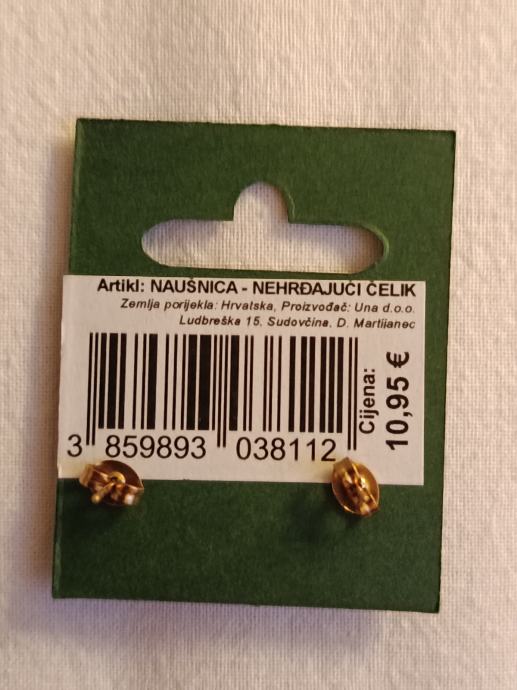 Artikl: NAUŠNICA - NEHRĐAJUĆI ČELIK
Zemlja porijekla: Hrvatska, Proizvođač: Una d.o.o.
Ludbreška 15, Sudovčina, D. Martijanec
Cijena:
10,95 €
3 859893 038112